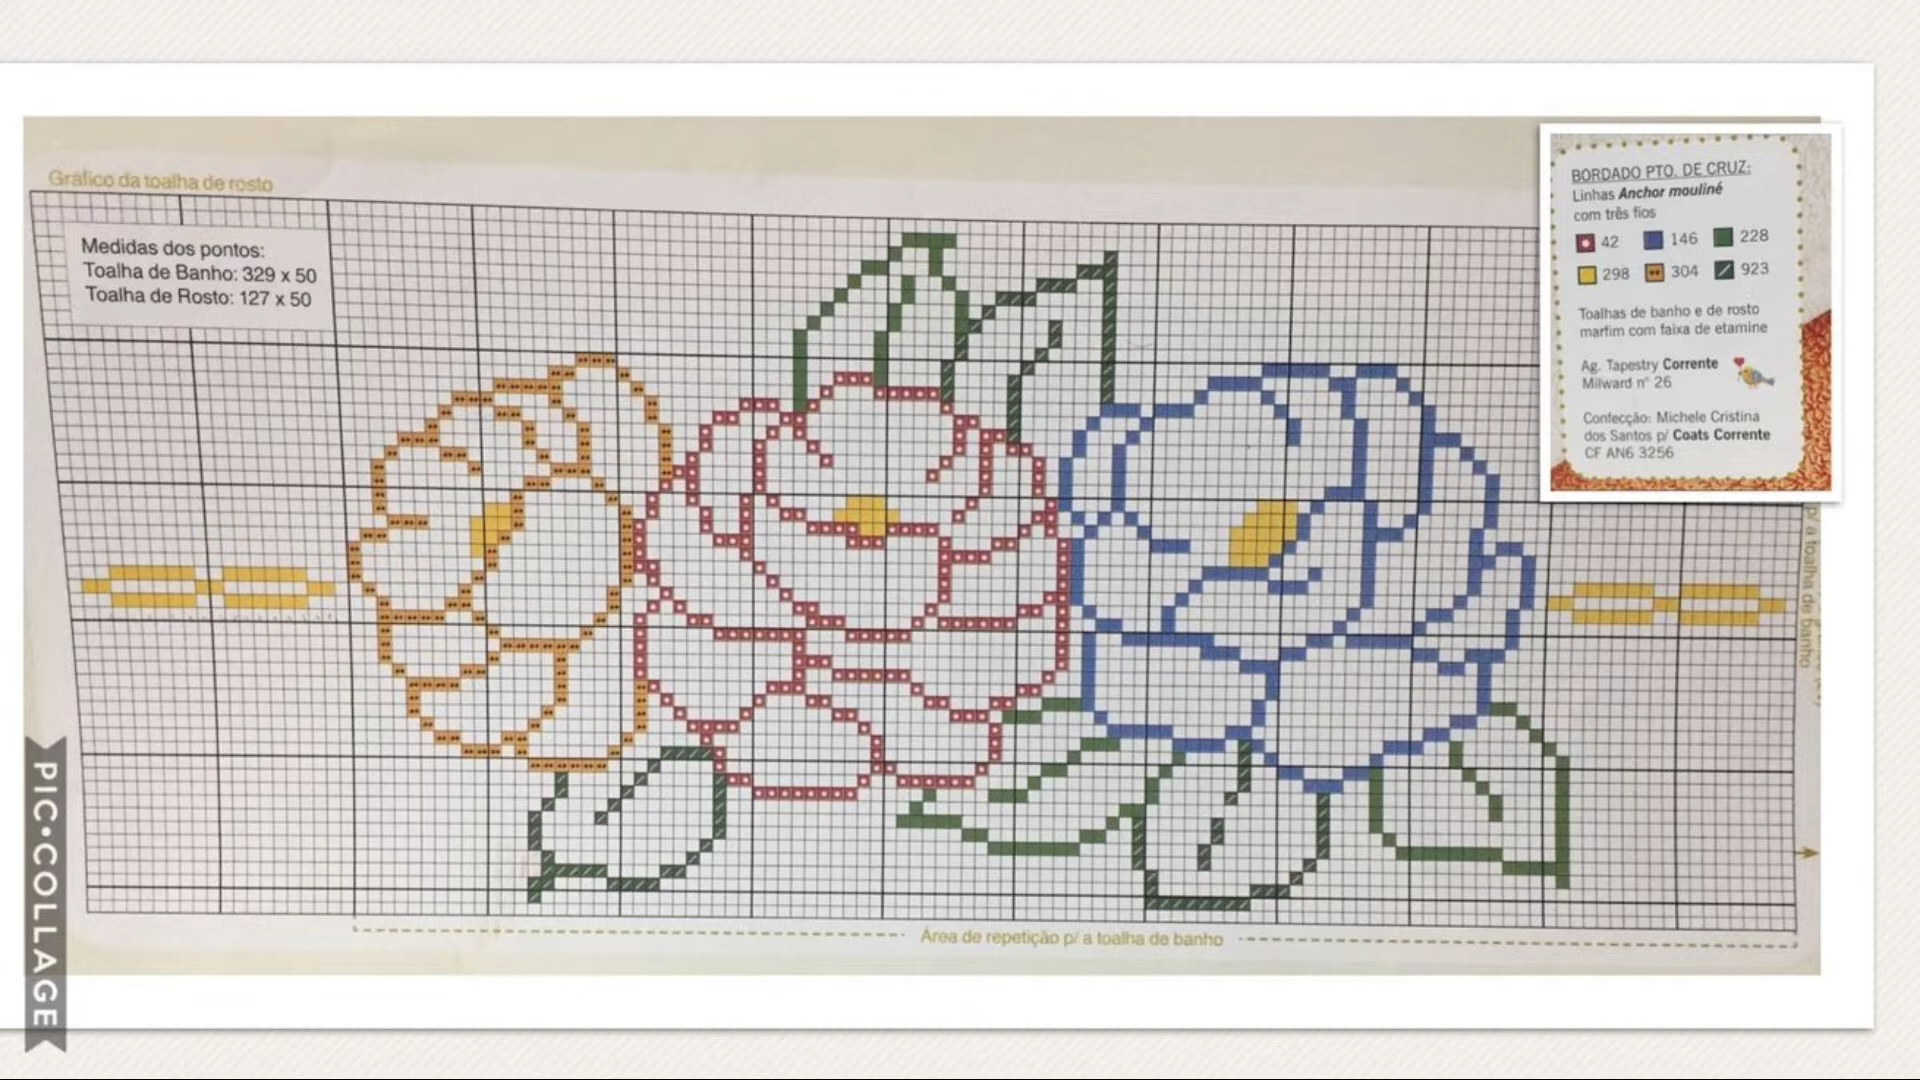 Gráfico da toalha de rosto
Medidas dos pontos:
Toalha de Banho: 329 x 50
Toalha de Rosto: 127 x 50
BORDADO PTO. DE CRUZ:
Linhas Anchor mouliné
com três fios
42 146 228
298 304 923
Toalhas de banho e de rosto
marfim com faixa de etamine
Ag. Tapestry Corrente
Milward nº 26
Confecção: Michele Cristina
dos Santos p/ Coats Corrente
CF AN6 3256
p/ a toalha de banho
Área de repetição p/ a toalha de banho
PIC•COLLAGE